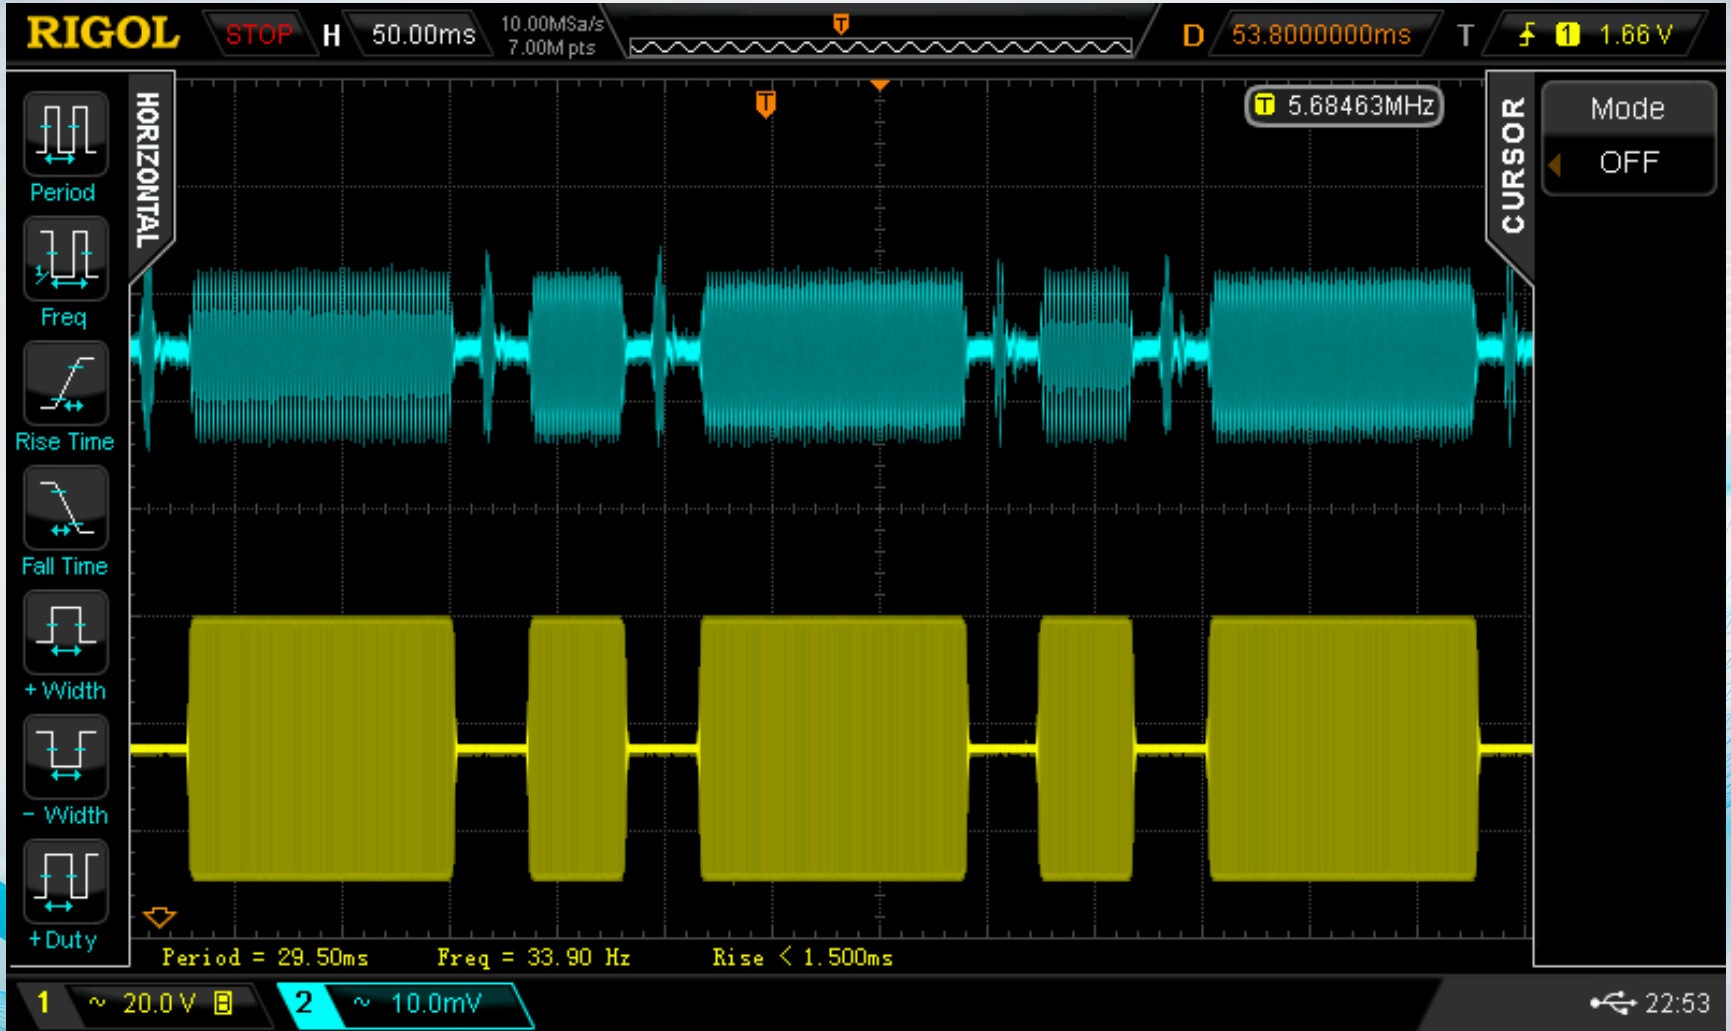 RIGOL STOP H 50.00ms 10.00MSa/s 7.00M pts T D 53.8000000ms T 1 1.66 V
HORIZONTAL
T
T 5.68463MHz
CURSOR
Mode
OFF
Period
1/
Freq
Rise Time
Fall Time
+Width
- Width
+Duty
Period = 29.50ms Freq = 33.90 Hz Rise < 1.500ms
1 ~ 20.0 V B 2 ~ 10.0mV 22:53